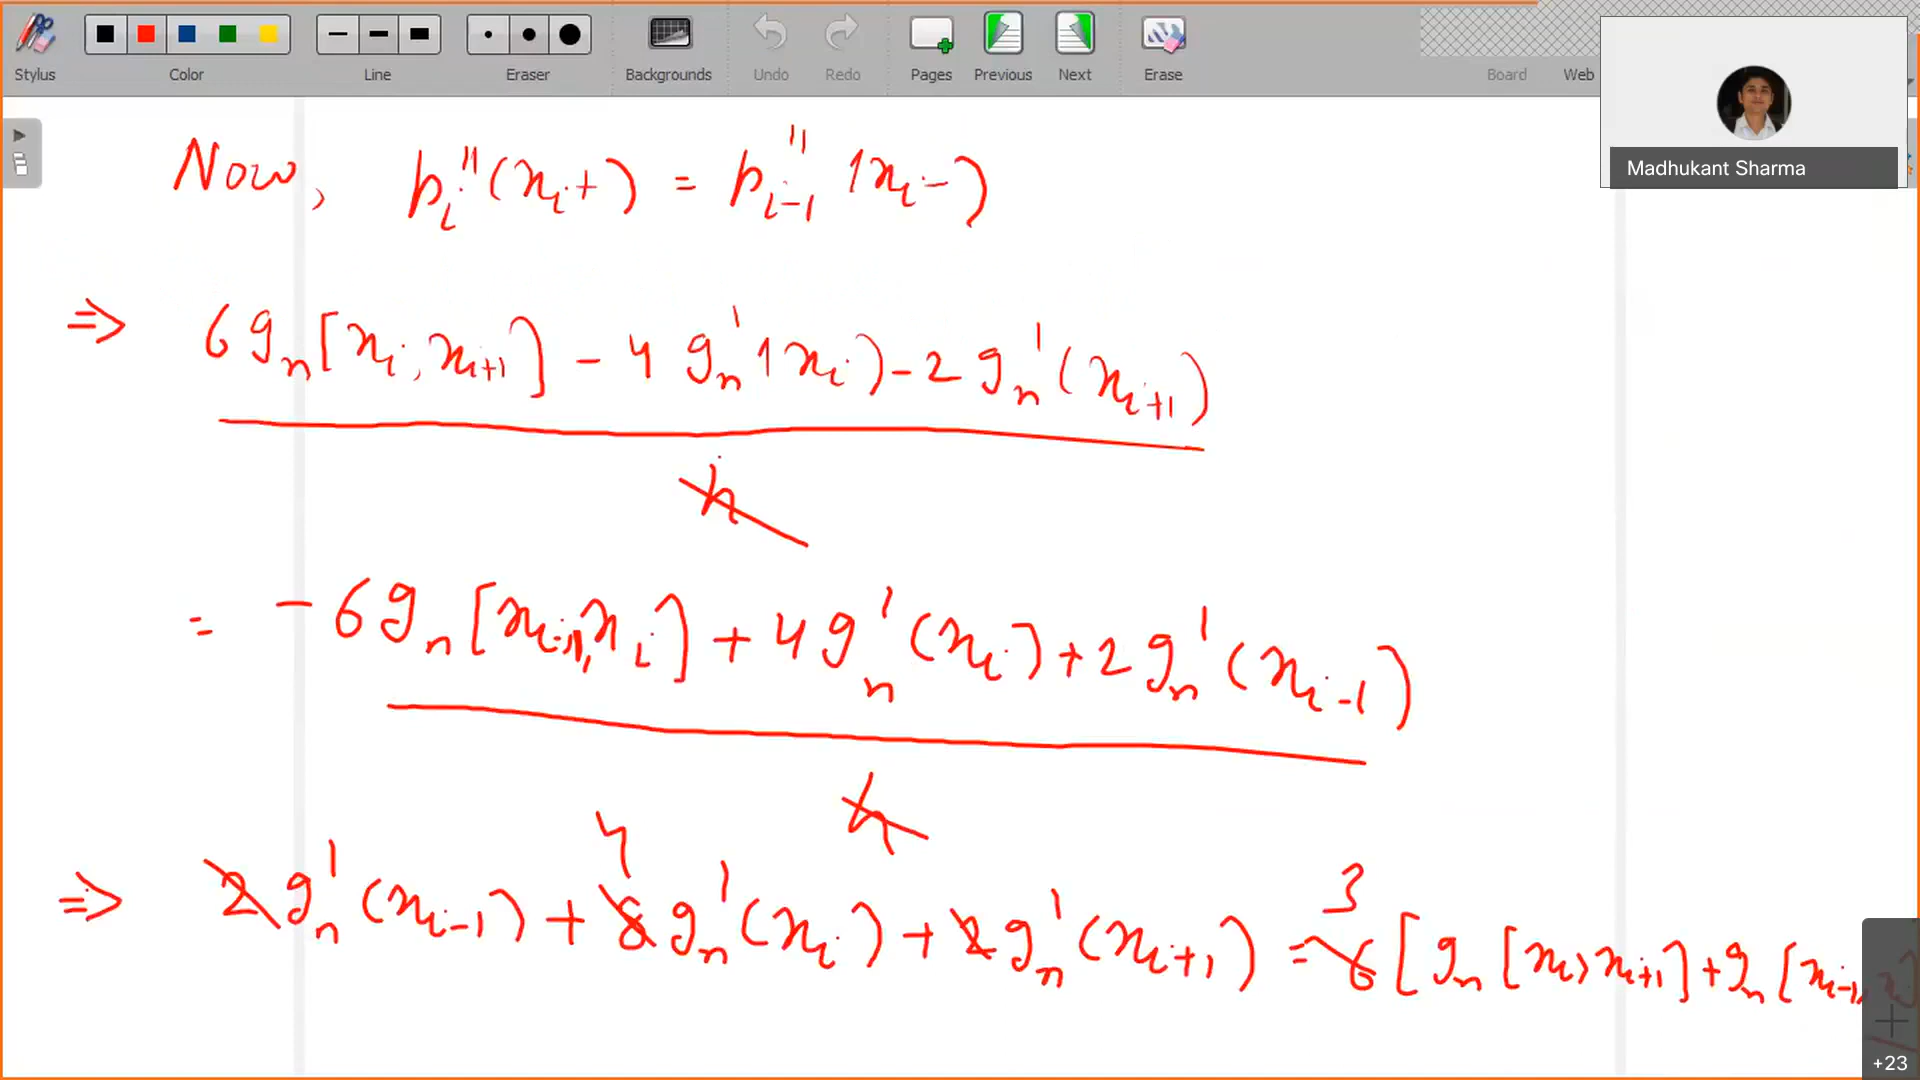 Stylus Color Line Eraser Backgrounds Undo Redo Pages Previous Next Erase Board Web
Madhukant Sharma
Now, p_i''(x_i+) = p_{i-1}''(x_i-)
⇒ 6g_n[x_i, x_{i+1}] - 4g_n'(x_i) - 2g_n'(x_{i+1})
h
= -6g_n[x_{i-1}, x_i] + 4g_n'(x_i) + 2g_n'(x_{i-1})
h
4
3
⇒ 2g_n'(x_{i-1}) + 8g_n'(x_i) + 2g_n'(x_{i+1}) = 6[g_n[x_i, x_{i+1}] + g_n[x_{i-1},
+23